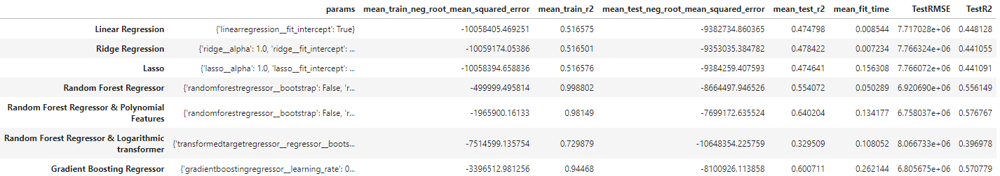 params mean_train_neg_root_mean_squared_error mean_train_r2 mean_test_neg_root_mean_squared_error mean_test_r2 mean_fit_time TestRMSE TestR2
Linear Regression {'linearregression__fit_intercept': True} -10058405.469251 0.516575 -9382734.860365 0.474798 0.008544 7.717028e+06 0.448128
Ridge Regression {'ridge__alpha': 1.0, 'ridge__fit_intercept': ... -10059174.05386 0.516501 -9353035.384782 0.478422 0.007234 7.766324e+06 0.441055
Lasso {'lasso__alpha': 1.0, 'lasso__fit_intercept': ... -10058394.658836 0.516576 -9384259.407593 0.474641 0.156308 7.766072e+06 0.441091
Random Forest Regressor {'randomforestregressor__bootstrap': False, 'r... -499999.495814 0.998802 -8664497.946526 0.554072 0.050289 6.920690e+06 0.556149
Random Forest Regressor & Polynomial
Features {'randomforestregressor__bootstrap': False, 'r... -1965900.16133 0.98149 -7699172.635524 0.640204 0.134177 6.758037e+06 0.576767
Random Forest Regressor & Logarithmic
transformer {'transformedtargetregressor__regressor__boots... -7514599.135754 0.729879 -10648354.225759 0.329509 0.108052 8.066733e+06 0.396978
Gradient Boosting Regressor {'gradientboostingregressor__learning_rate': 0... -3396512.981256 0.94468 -8100926.113858 0.600711 0.262144 6.805675e+06 0.570779